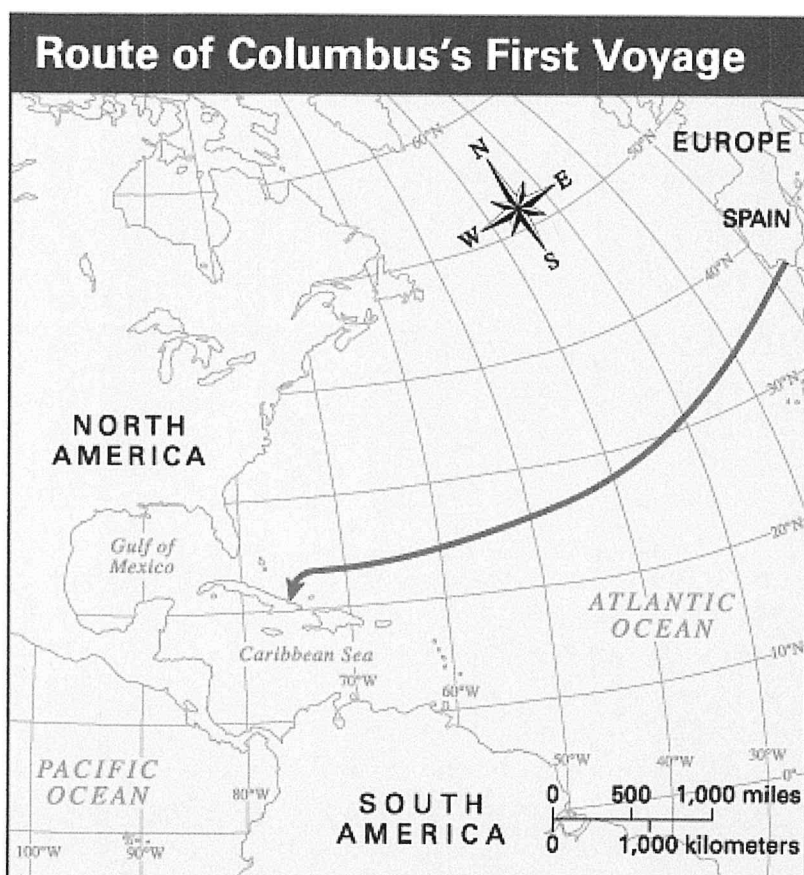 Route of Columbus's First Voyage
60°N
N
50°N
EUROPE
E
SPAIN
W
S
40°N
30°N
NORTH
AMERICA
Gulf of
Mexico
20°N
ATLANTIC
OCEAN
Caribbean Sea
10°N
70°W
60°W
PACIFIC
OCEAN
50°W
40°W
30°W
0°
80°W
SOUTH
AMERICA
0 500 1,000 miles
0 1,000 kilometers
100°W
90°W